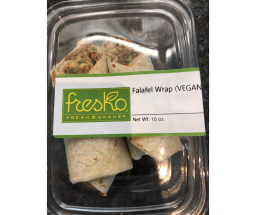 fresko
FRESH & KOSHER
Falafel Wrap (VEGAN
Net Wt: 10 oz.